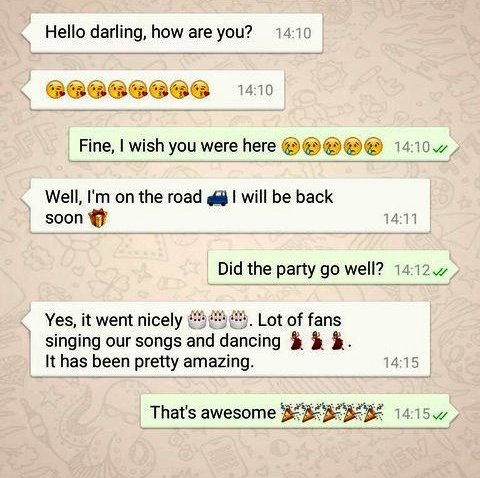 Hello darling, how are you? 14:10
😘😘😘😘😘😘😘😘 14:10
Fine, I wish you were here 😢😢😢😢😢 14:10
Well, I'm on the road 🚙 I will be back
soon 🎁 14:11
Did the party go well? 14:12
Yes, it went nicely 🎂🎂🎂. Lot of fans
singing our songs and dancing 💃💃💃.
It has been pretty amazing. 14:15
That's awesome 🎉🎉🎉🎉🎉 14:15